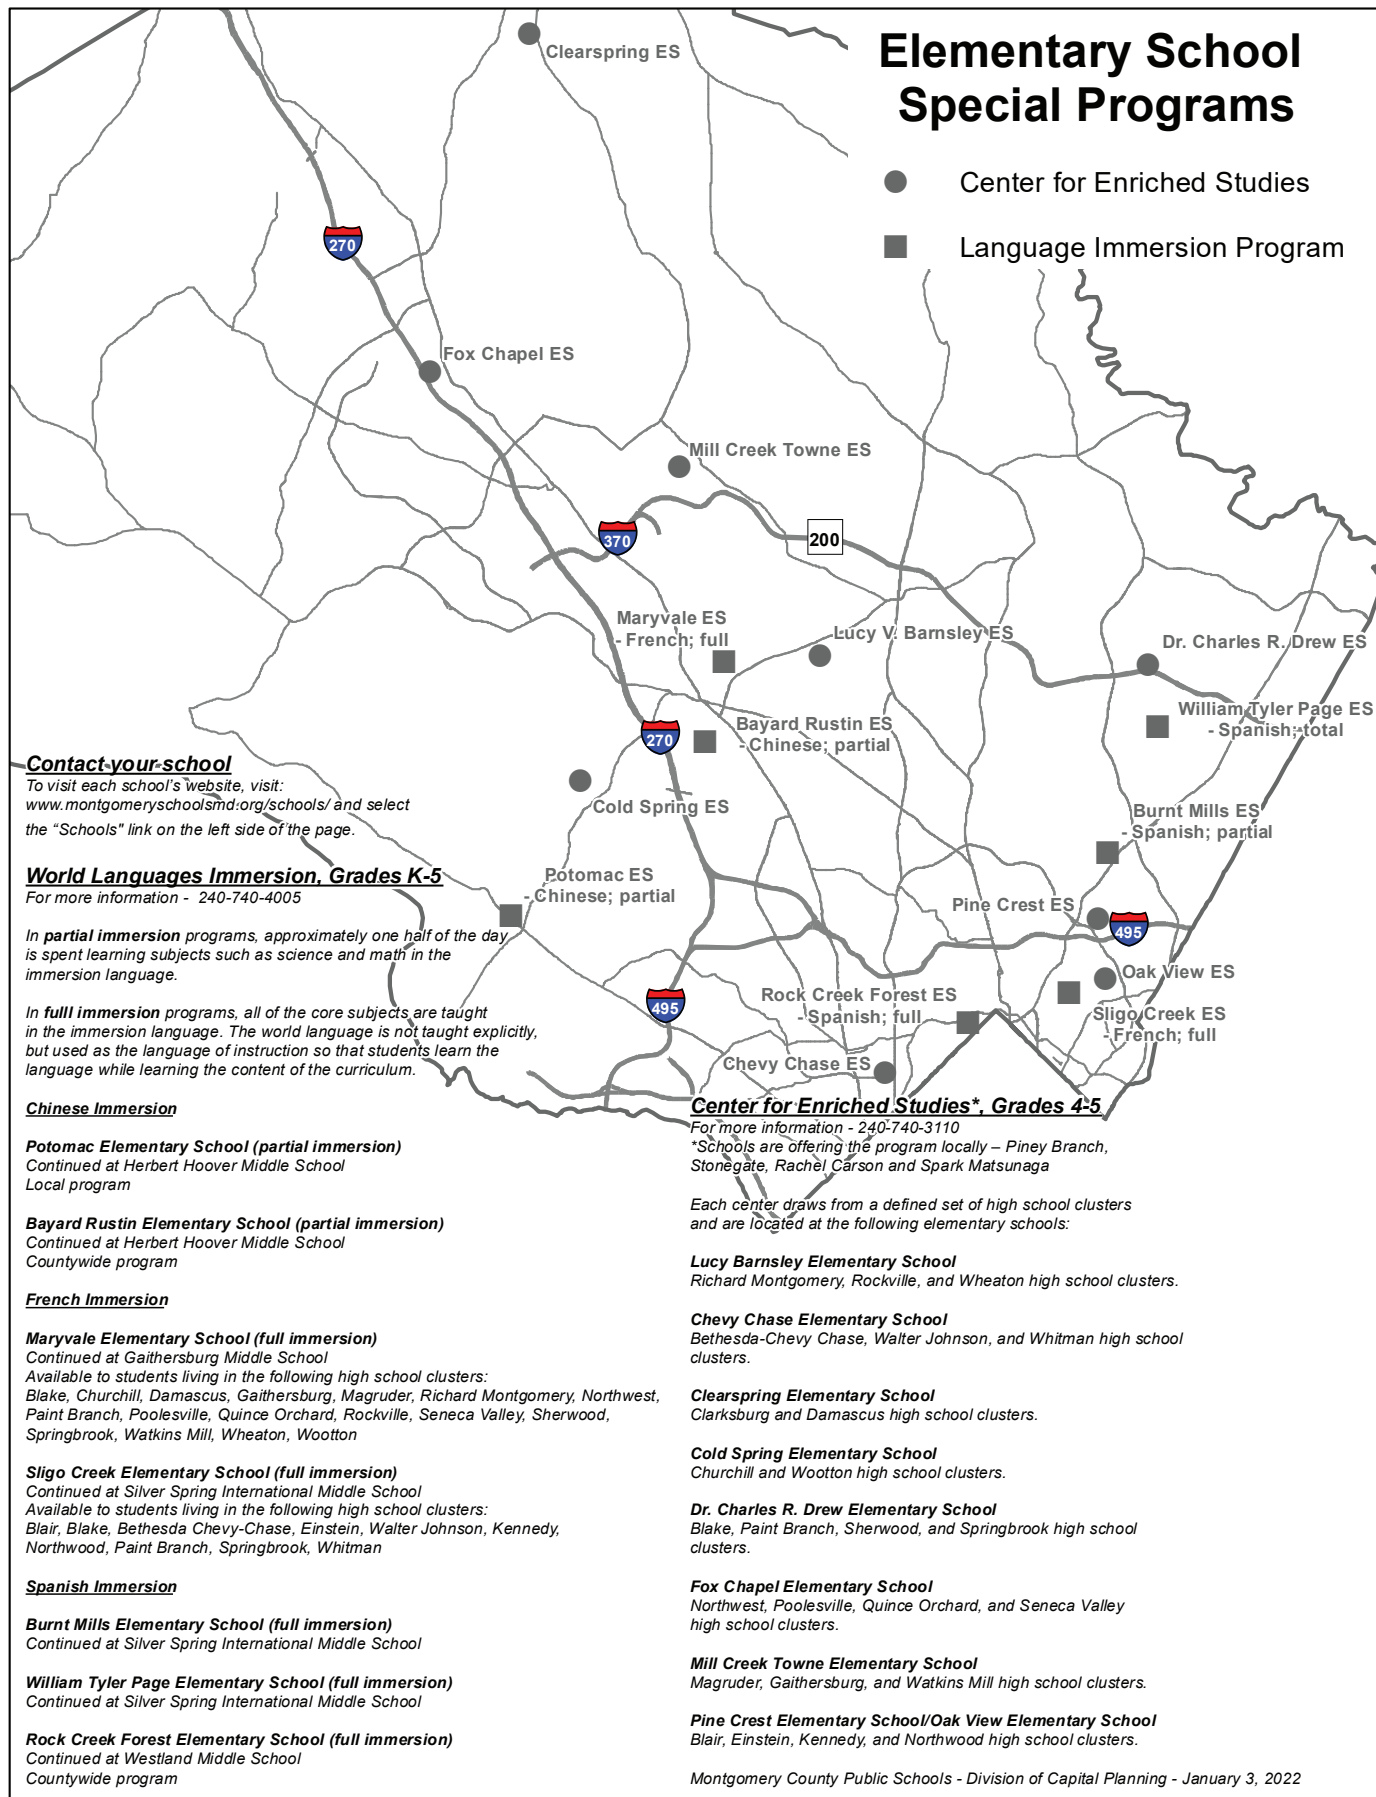 Elementary School
Special Programs
Center for Enriched Studies
Language Immersion Program
Clearspring ES
270
Fox Chapel ES
Mill Creek Towne ES
370
200
Maryvale ES
- French; full
Lucy V. Barnsley ES
Dr. Charles R. Drew ES
William Tyler Page ES
- Spanish; total
Bayard Rustin ES
- Chinese; partial
270
Cold Spring ES
Burnt Mills ES
- Spanish; partial
Potomac ES
- Chinese; partial
Pine Crest ES
495
Oak View ES
Rock Creek Forest ES
- Spanish; full
495
Sligo Creek ES
- French; full
Chevy Chase ES
Contact your school
To visit each school's website, visit:
www.montgomeryschoolsmd.org/schools/ and select
the “Schools" link on the left side of the page.
World Languages Immersion, Grades K-5
For more information - 240-740-4005
In partial immersion programs, approximately one half of the day
is spent learning subjects such as science and math in the
immersion language.
In fulll immersion programs, all of the core subjects are taught
in the immersion language. The world language is not taught explicitly,
but used as the language of instruction so that students learn the
language while learning the content of the curriculum.
Chinese Immersion
Potomac Elementary School (partial immersion)
Continued at Herbert Hoover Middle School
Local program
Bayard Rustin Elementary School (partial immersion)
Continued at Herbert Hoover Middle School
Countywide program
French Immersion
Maryvale Elementary School (full immersion)
Continued at Gaithersburg Middle School
Available to students living in the following high school clusters:
Blake, Churchill, Damascus, Gaithersburg, Magruder, Richard Montgomery, Northwest,
Paint Branch, Poolesville, Quince Orchard, Rockville, Seneca Valley, Sherwood,
Springbrook, Watkins Mill, Wheaton, Wootton
Sligo Creek Elementary School (full immersion)
Continued at Silver Spring International Middle School
Available to students living in the following high school clusters:
Blair, Blake, Bethesda Chevy-Chase, Einstein, Walter Johnson, Kennedy,
Northwood, Paint Branch, Springbrook, Whitman
Spanish Immersion
Burnt Mills Elementary School (full immersion)
Continued at Silver Spring International Middle School
William Tyler Page Elementary School (full immersion)
Continued at Silver Spring International Middle School
Rock Creek Forest Elementary School (full immersion)
Continued at Westland Middle School
Countywide program
Center for Enriched Studies*, Grades 4-5
For more information - 240-740-3110
*Schools are offering the program locally – Piney Branch,
Stonegate, Rachel Carson and Spark Matsunaga
Each center draws from a defined set of high school clusters
and are located at the following elementary schools:
Lucy Barnsley Elementary School
Richard Montgomery, Rockville, and Wheaton high school clusters.
Chevy Chase Elementary School
Bethesda-Chevy Chase, Walter Johnson, and Whitman high school
clusters.
Clearspring Elementary School
Clarksburg and Damascus high school clusters.
Cold Spring Elementary School
Churchill and Wootton high school clusters.
Dr. Charles R. Drew Elementary School
Blake, Paint Branch, Sherwood, and Springbrook high school
clusters.
Fox Chapel Elementary School
Northwest, Poolesville, Quince Orchard, and Seneca Valley
high school clusters.
Mill Creek Towne Elementary School
Magruder, Gaithersburg, and Watkins Mill high school clusters.
Pine Crest Elementary School/Oak View Elementary School
Blair, Einstein, Kennedy, and Northwood high school clusters.
Montgomery County Public Schools - Division of Capital Planning - January 3, 2022